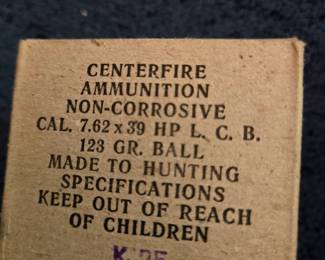 CENTERFIRE
AMMUNITION
NON-CORROSIVE
CAL. 7.62 x 39 HP L. C. B.
123 GR. BALL
MADE TO HUNTING
SPECIFICATIONS
KEEP OUT OF REACH
OF CHILDREN